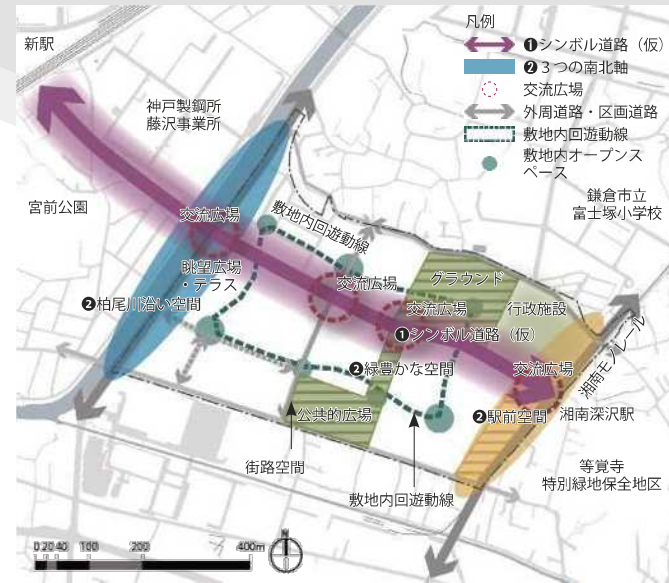 新駅
神戸製鋼所
藤沢事業所
宮前公園
凡例
❶シンボル道路（仮）
❷３つの南北軸
交流広場
外周道路・区画道路
敷地内回遊動線
敷地内オープンス
ペース
鎌倉市立
富士塚小学校
交流広場
敷地内回遊動線
眺望広場
・テラス
❷柏尾川沿い空間
交流広場
グラウンド
交流広場
行政施設
❶シンボル道路（仮）
湘南モノレール
❷緑豊かな空間
交流広場
公共的広場
❷駅前空間
湘南深沢駅
街路空間
敷地内回遊動線
等覚寺
特別緑地保全地区
0 20 40 100 200 400m
N